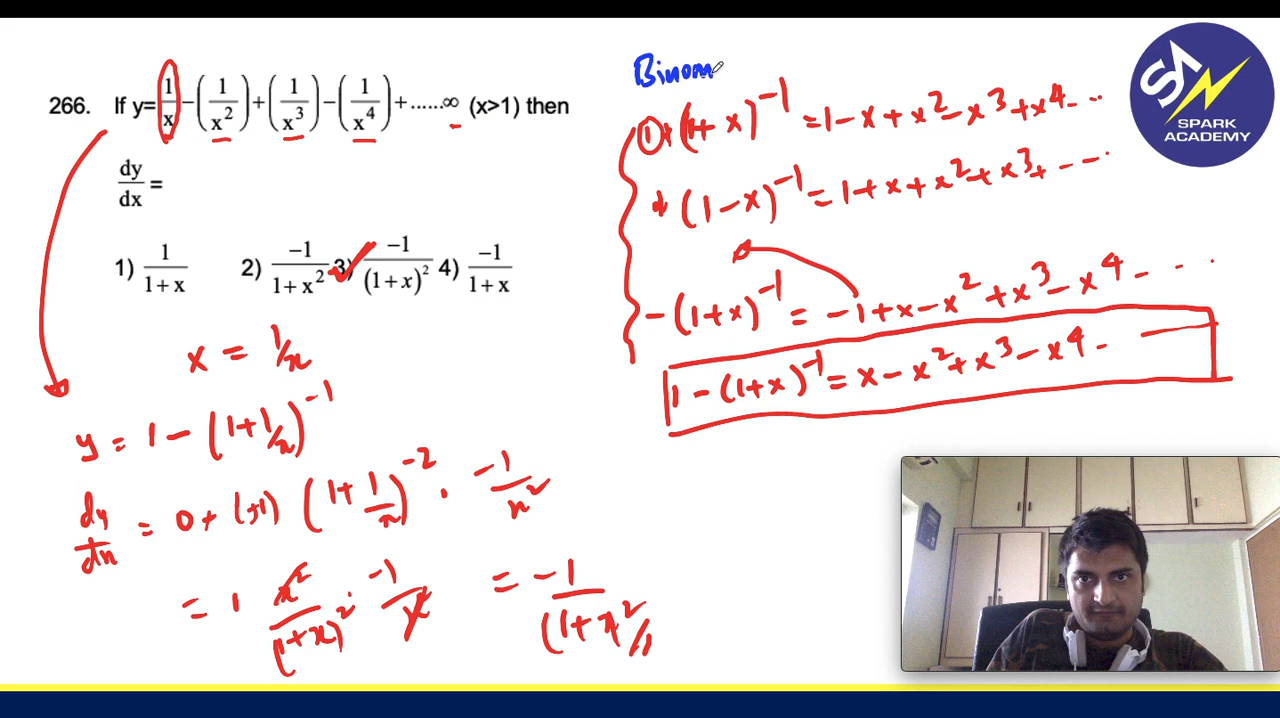 266. If y=1/x −(1/x²)+(1/x³)−(1/x⁴)+......∞ (x>1) then
dy/dx =
1) 1/(1+x) 2) −1/(1+x²) 3) −1/(1+x)² 4) −1/(1+x)
x = 1/x
y = 1 − (1+1/x)⁻¹
dy/dx = 0 + (+1) (1+1/x)⁻² · −1/x²
= 1 x²/(1+x)² · −1/x² = −1/(1+x)²//
Binom
① * (1+x)⁻¹ = 1−x+x²−x³+x⁴...
* (1−x)⁻¹ = 1+x+x²+x³+...
−(1+x)⁻¹ = −1+x−x²+x³−x⁴−...
1−(1+x)⁻¹ = x−x²+x³−x⁴−
SPARK
ACADEMY